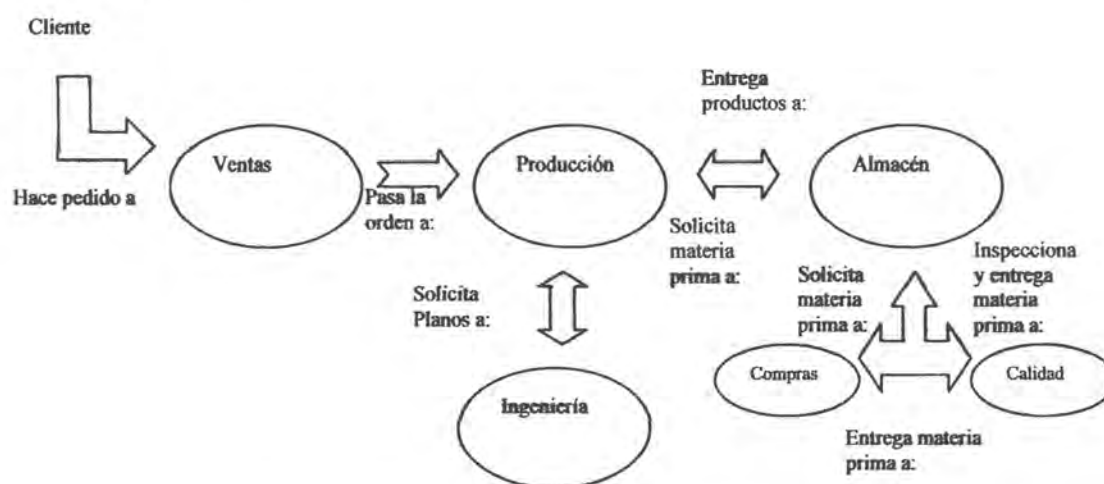 Cliente
Hace pedido a
Ventas
Pasa la
orden a:
Producción
Entrega
productos a:
Almacén
Solicita
materia
prima a:
Solicita
Planos a:
Ingeniería
Solicita
materia
prima a:
Inspecciona
y entrega
materia
prima a:
Compras
Calidad
Entrega materia
prima a: